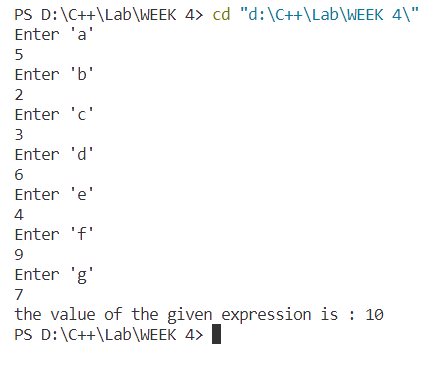 PS D:\C++\Lab\WEEK 4> cd "d:\C++\Lab\WEEK 4\"
Enter 'a'
5
Enter 'b'
2
Enter 'c'
3
Enter 'd'
6
Enter 'e'
4
Enter 'f'
9
Enter 'g'
7
the value of the given expression is : 10
PS D:\C++\Lab\WEEK 4>